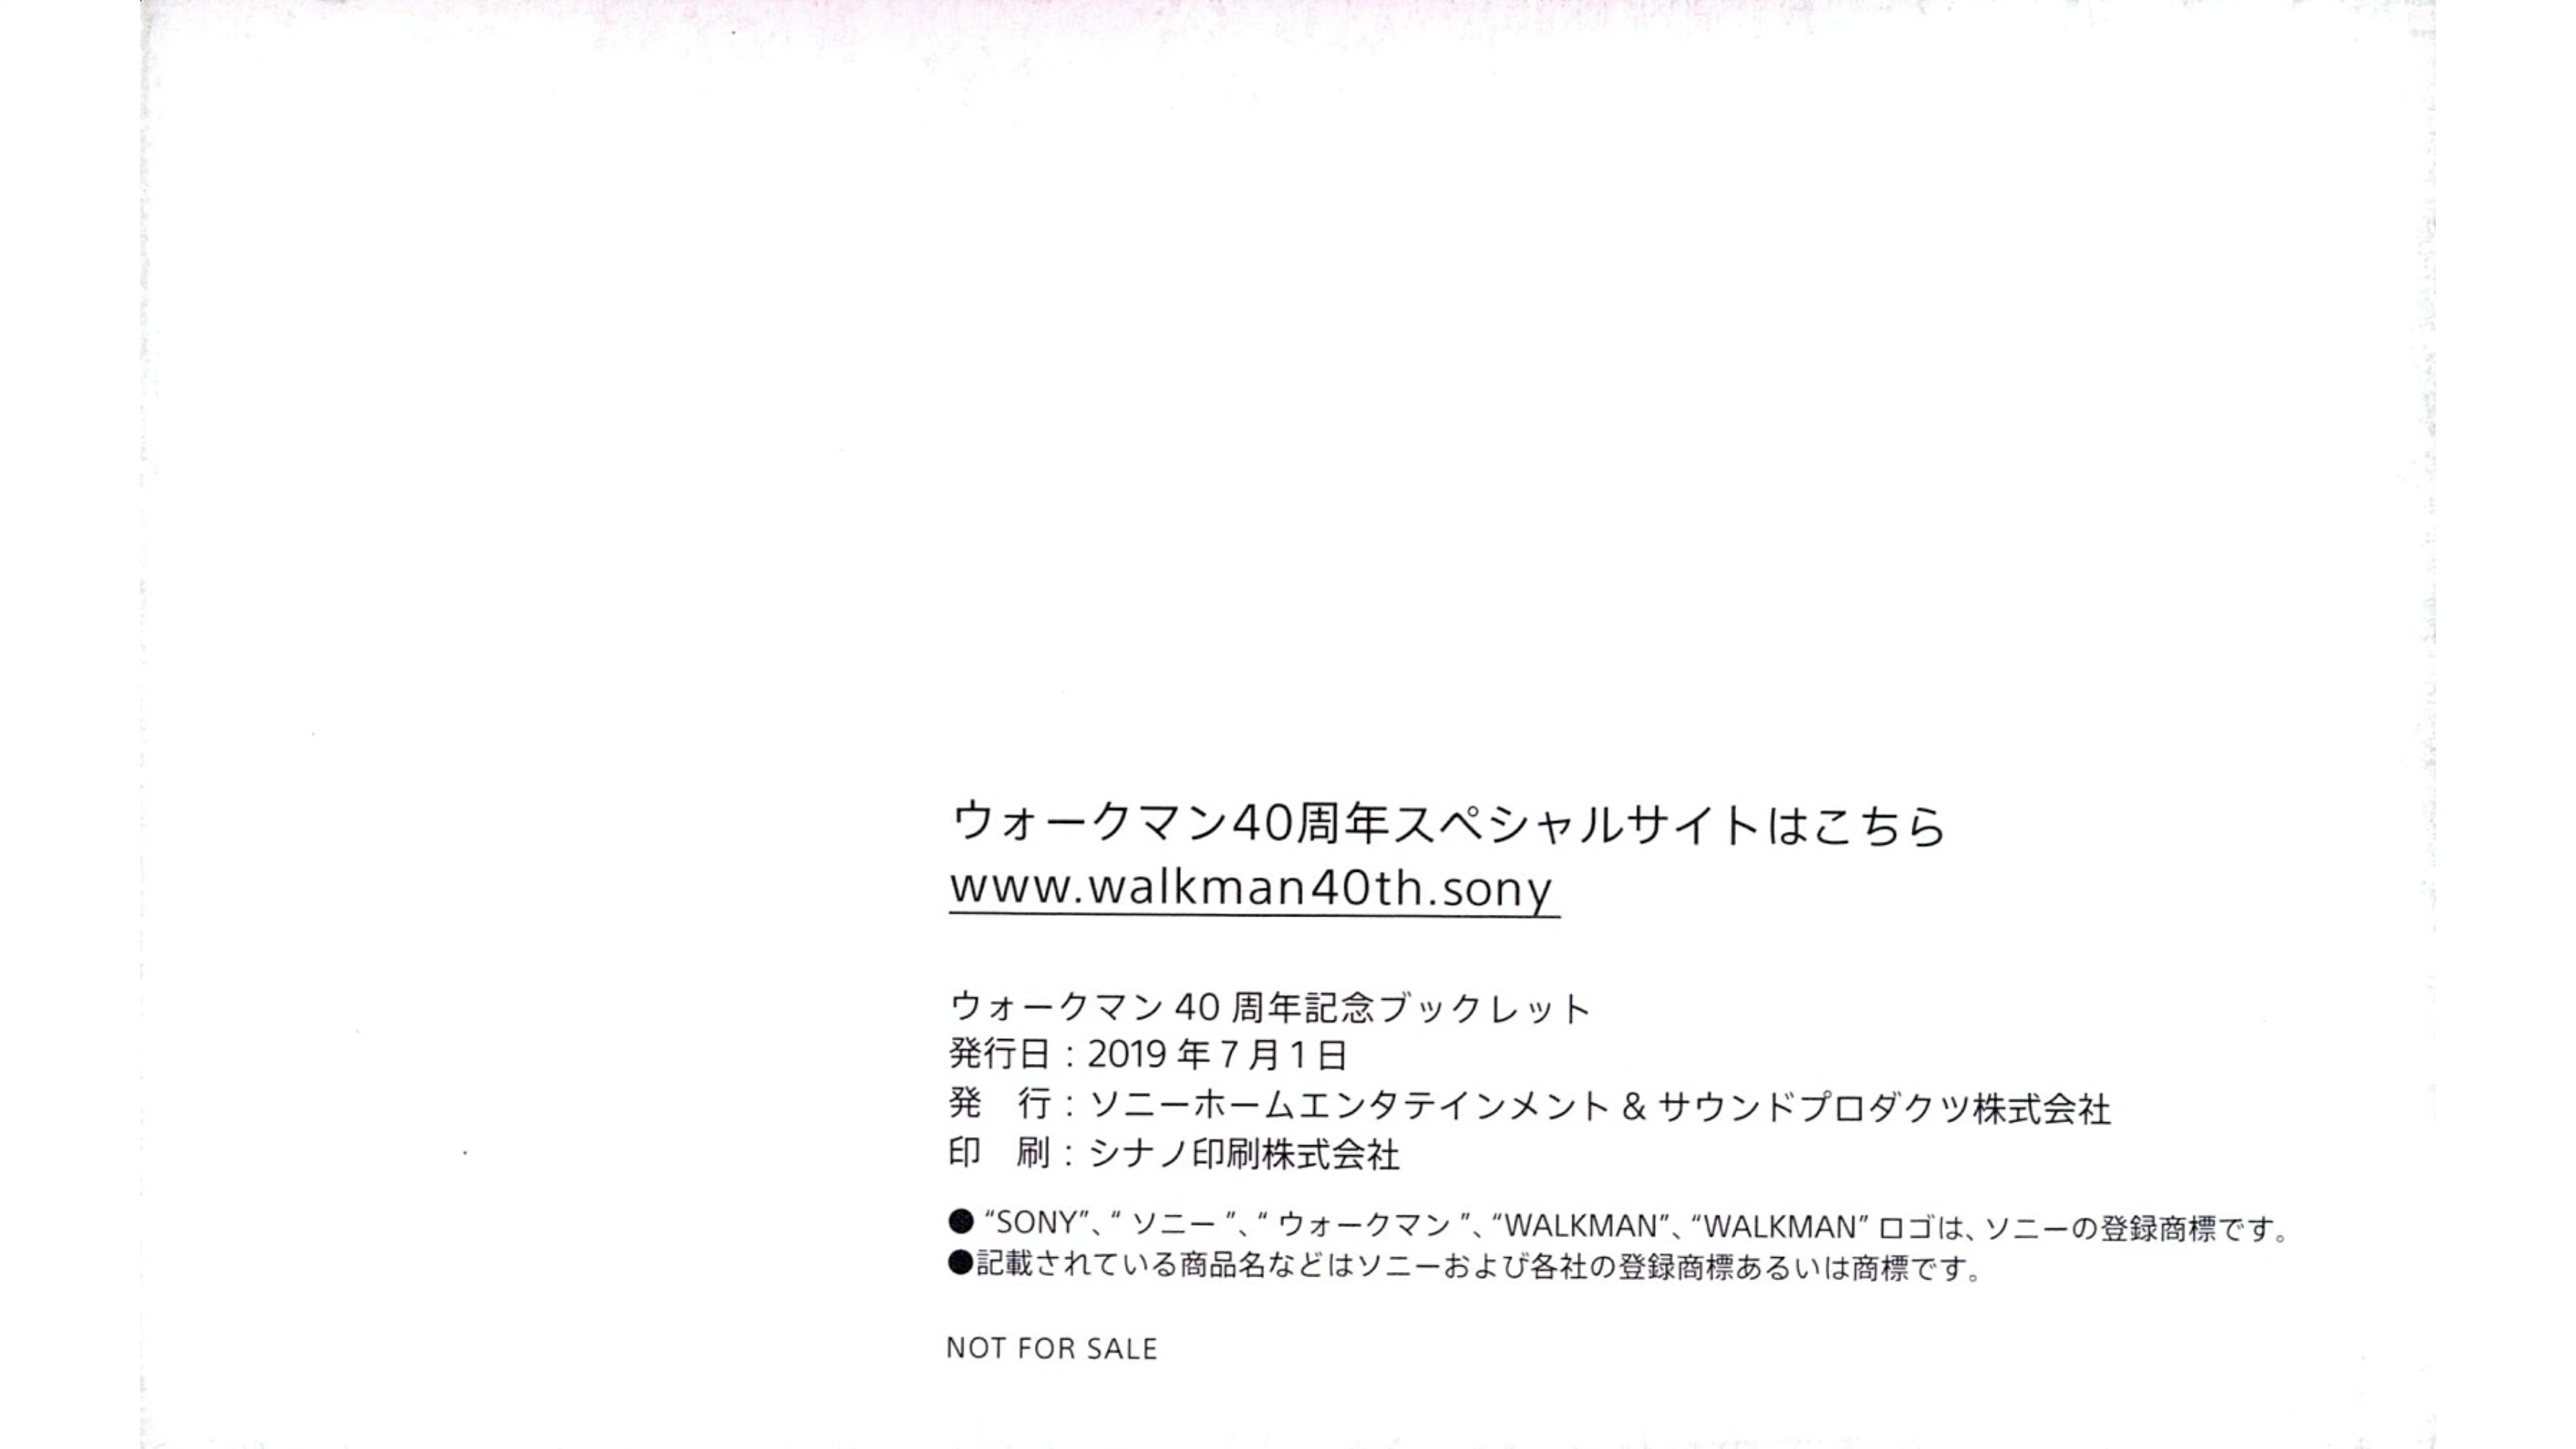 ウォークマン40周年スペシャルサイトはこちら
www.walkman40th.sony
ウォークマン 40 周年記念ブックレット
発行日：2019 年 7 月 1 日
発　行：ソニーホームエンタテインメント & サウンドプロダクツ株式会社
印　刷：シナノ印刷株式会社
● “SONY”、“ ソニー ”、“ ウォークマン ”、“WALKMAN”、“WALKMAN” ロゴは、ソニーの登録商標です。
●記載されている商品名などはソニーおよび各社の登録商標あるいは商標です。
NOT FOR SALE